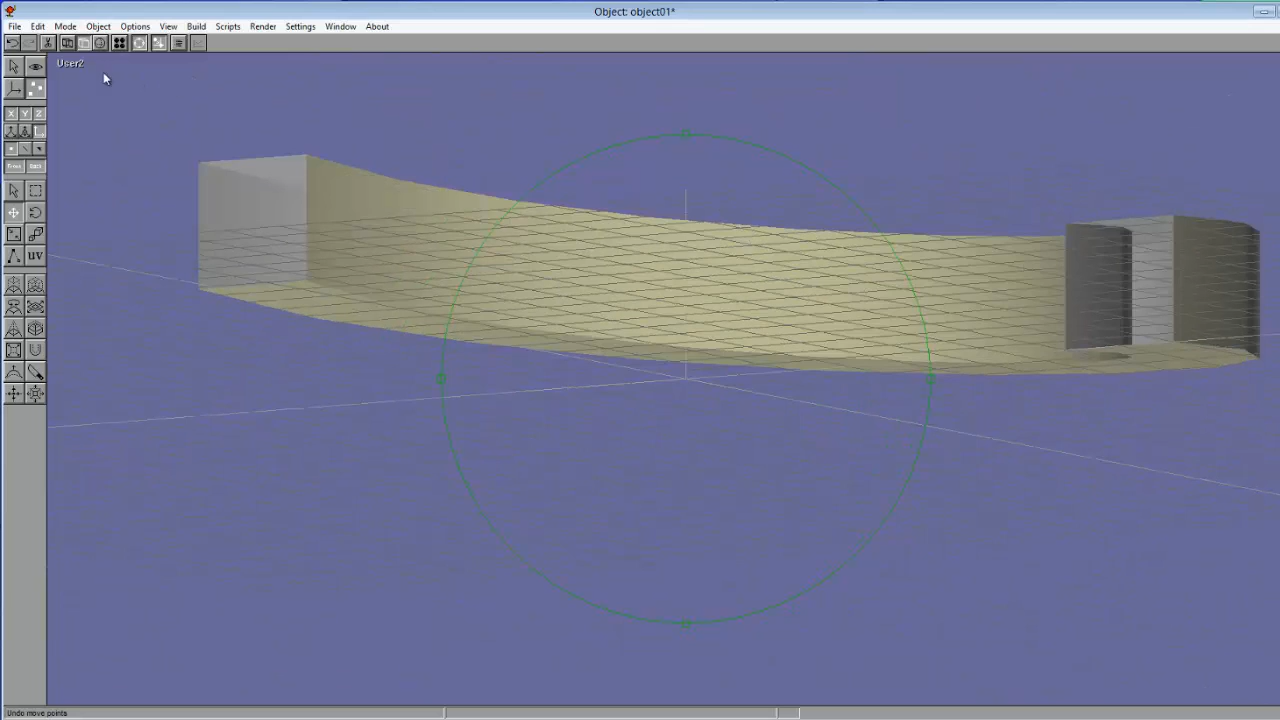 Object: object01*
File Edit Mode Object Options View Build Scripts Render Settings Window About
User2
X Y Z
uv
Undo move points